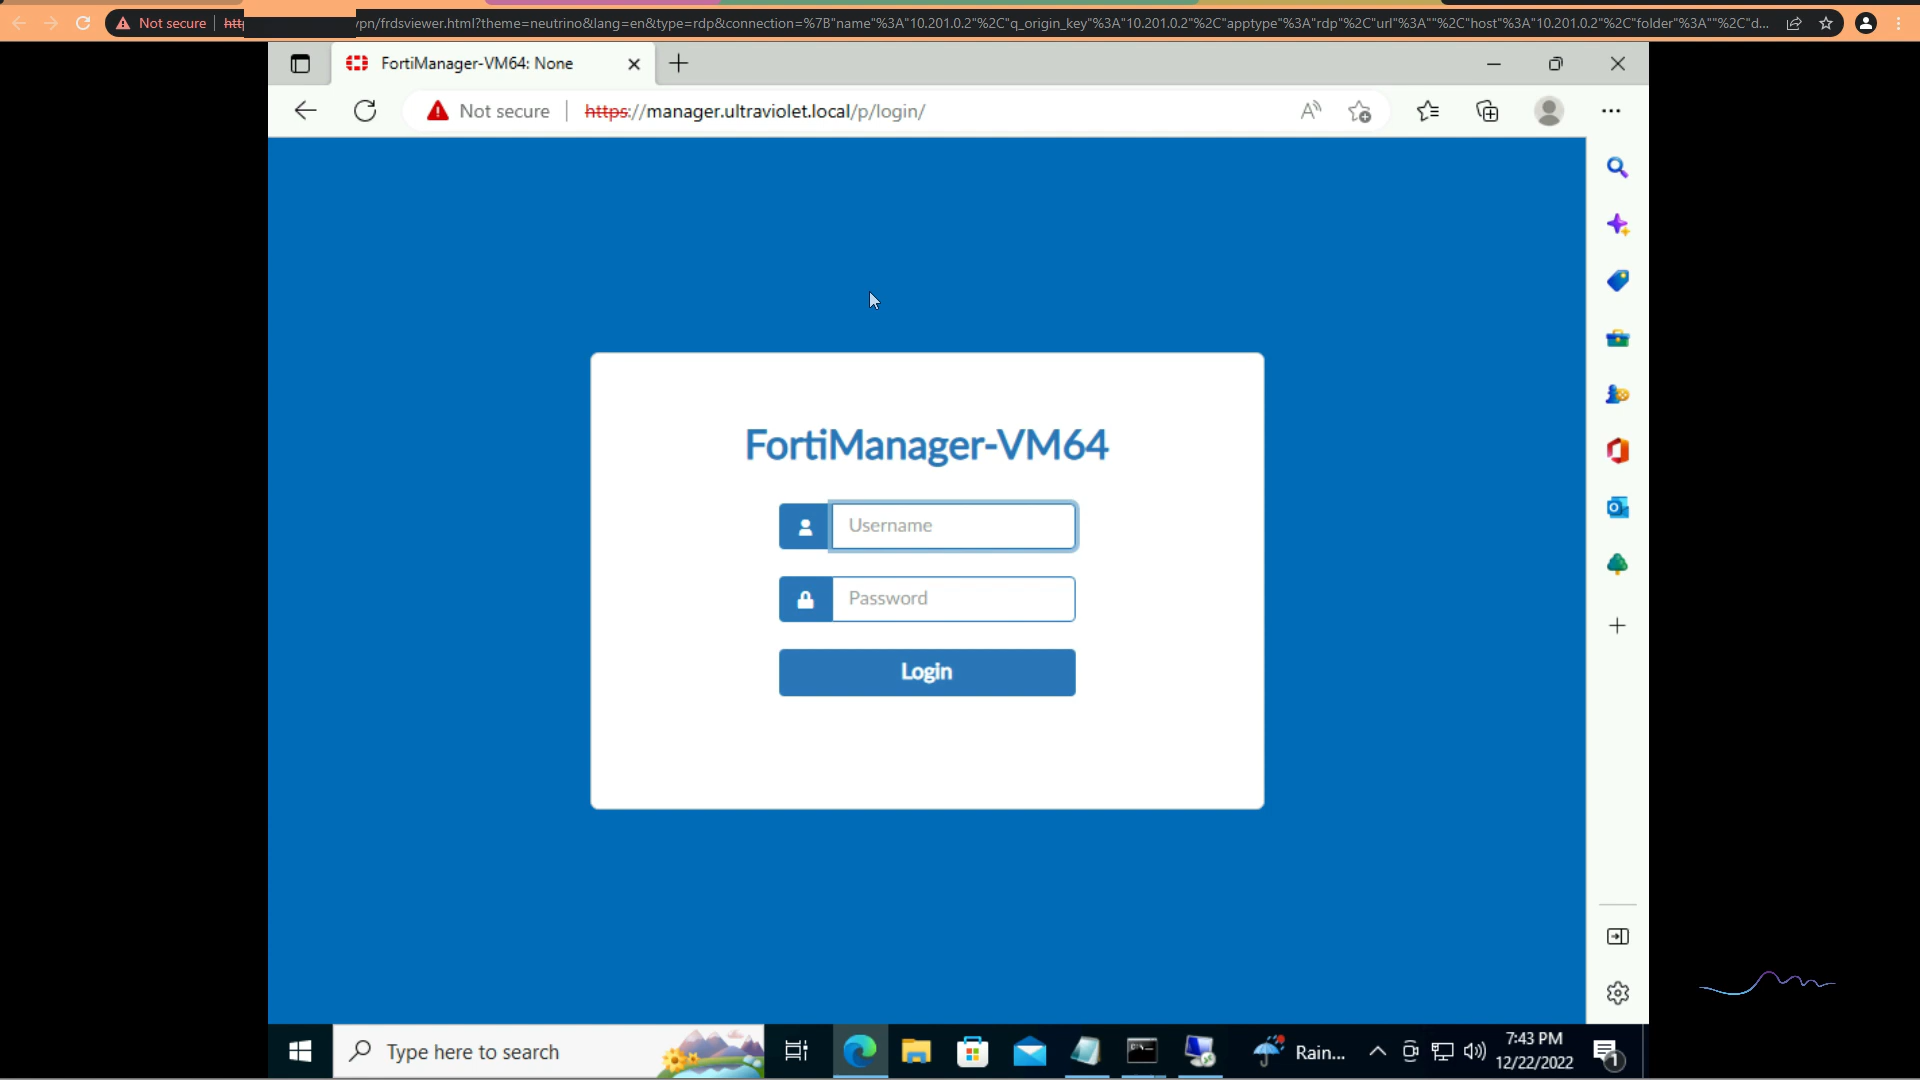 Not secure
/pn/frdsviewer.html?theme=neutrino&lang=en&type=rdp&connection=%7B"name"%3A"10.201.0.2"%2C"q_origin_key"%3A"10.201.0.2"%2C"apptype"%3A"rdp"%2C"url"%3A""%2C"host"%3A"10.201.0.2"%2C"folder"%3A""%2C"d...
FortiManager-VM64: None
Not secure https://manager.ultraviolet.local/p/login/
FortiManager-VM64
Username
Password
Login
Type here to search
Rain...
7:43 PM
12/22/2022
1